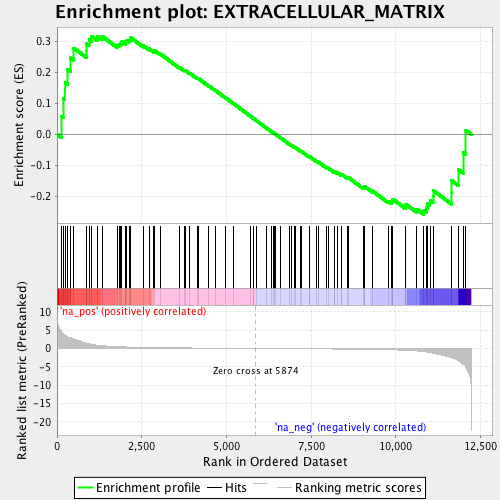 Enrichment plot: EXTRACELLULAR_MATRIX
Enrichment score (ES)
0.3
0.2
0.1
0.0
-0.1
-0.2
'na_pos' (positively correlated)
Ranked list metric (PreRanked)
10
5
0
-5
-10
-15
-20
Zero cross at 5874
'na_neg' (negatively correlated)
0 2,500 5,000 7,500 10,000 12,500
Rank in Ordered Dataset
Enrichment profile Hits Ranking metric scores